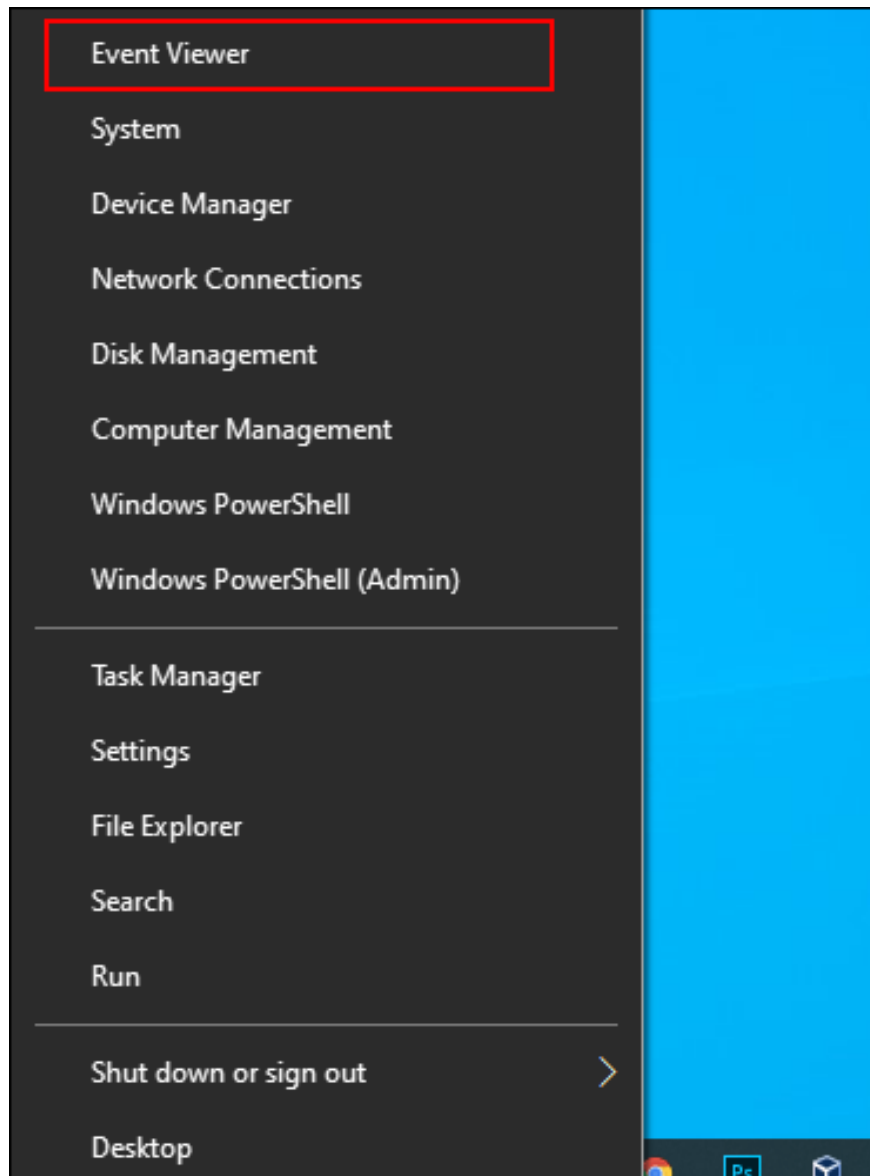 Event Viewer
System
Device Manager
Network Connections
Disk Management
Computer Management
Windows PowerShell
Windows PowerShell (Admin)
Task Manager
Settings
File Explorer
Search
Run
Shut down or sign out
Desktop
Ps